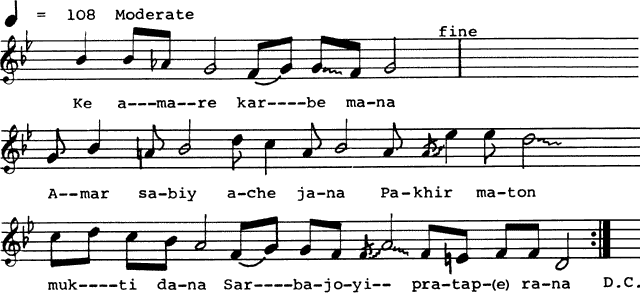 = 108 Moderate
fine
Ke a---ma--re kar----be ma-na
A--mar sa-biy a-che ja-na Pa-khir ma-ton
muk----ti da-na Sar----ba-jo-yi-- pra-tap-(e) ra-na D.C.